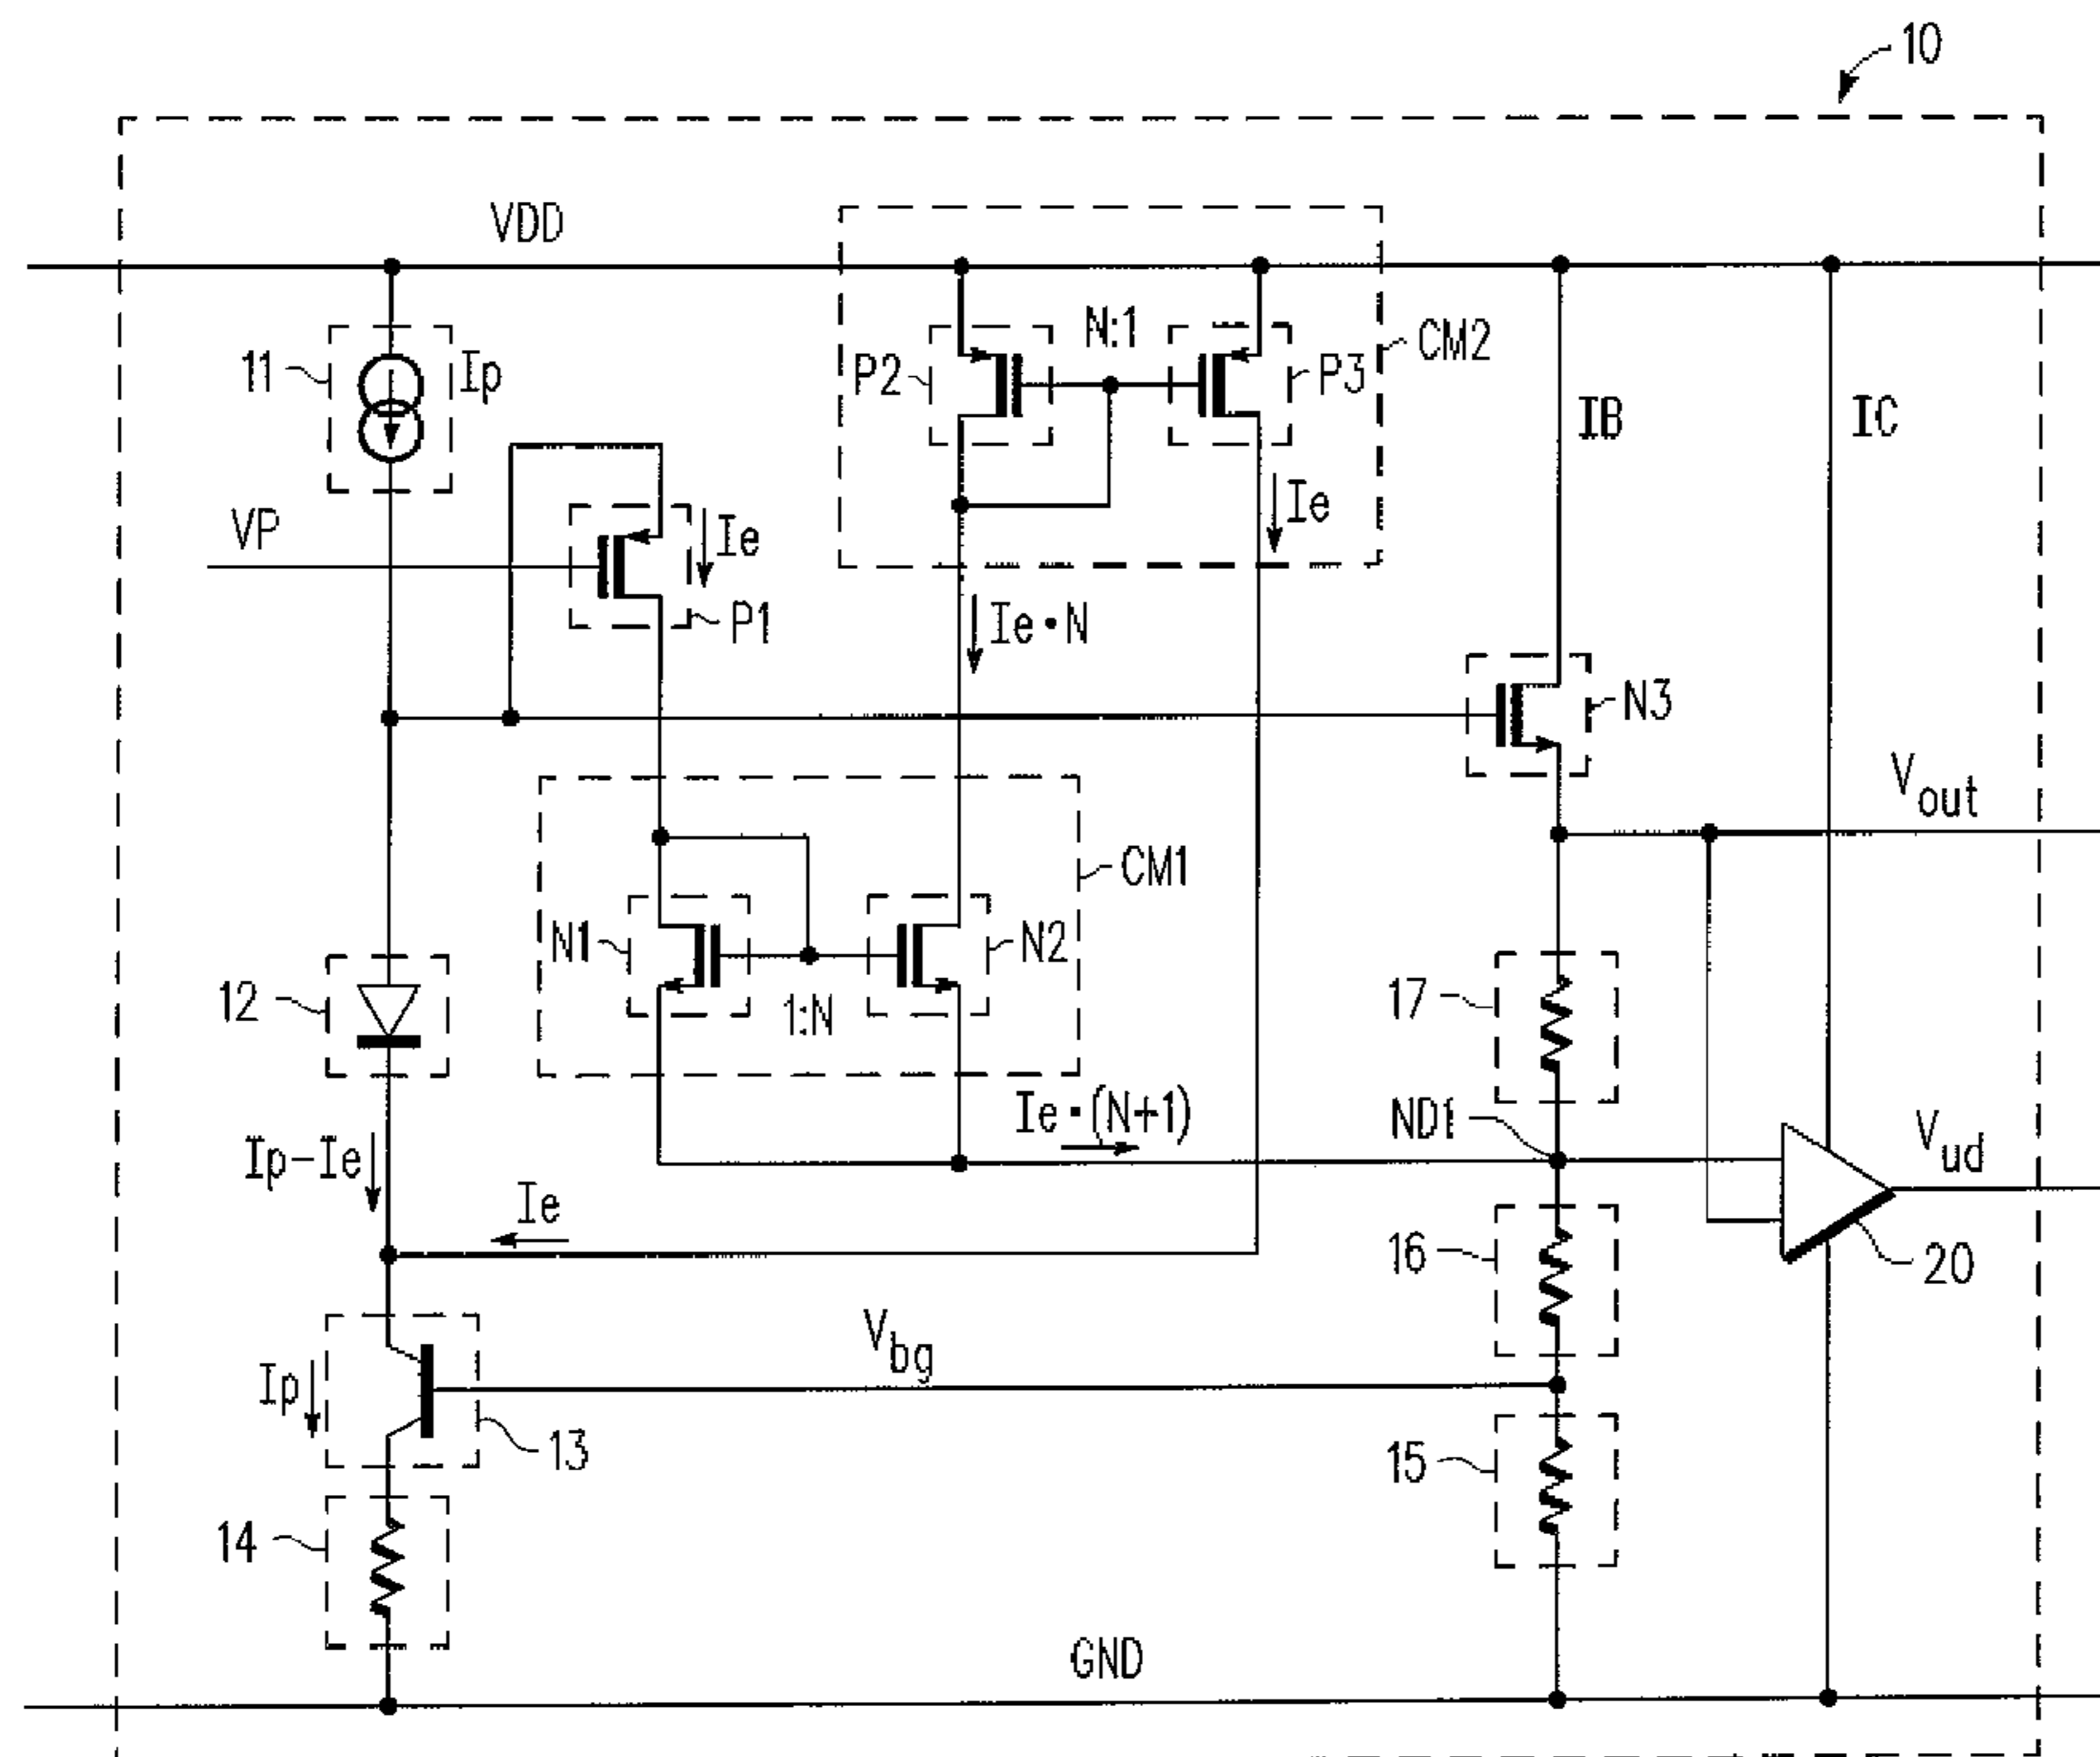 10
VDD
11
Ip
P2
N:1
P3
CM2
IB
IC
VP
Ie
Ie
P1
Ie•N
N3
Vout
CM1
N1
N2
1:N
12
17
Ie•(N+1)
ND1
Vud
Ip-Ie
Ie
16
20
Vbg
Ip
13
15
14
GND